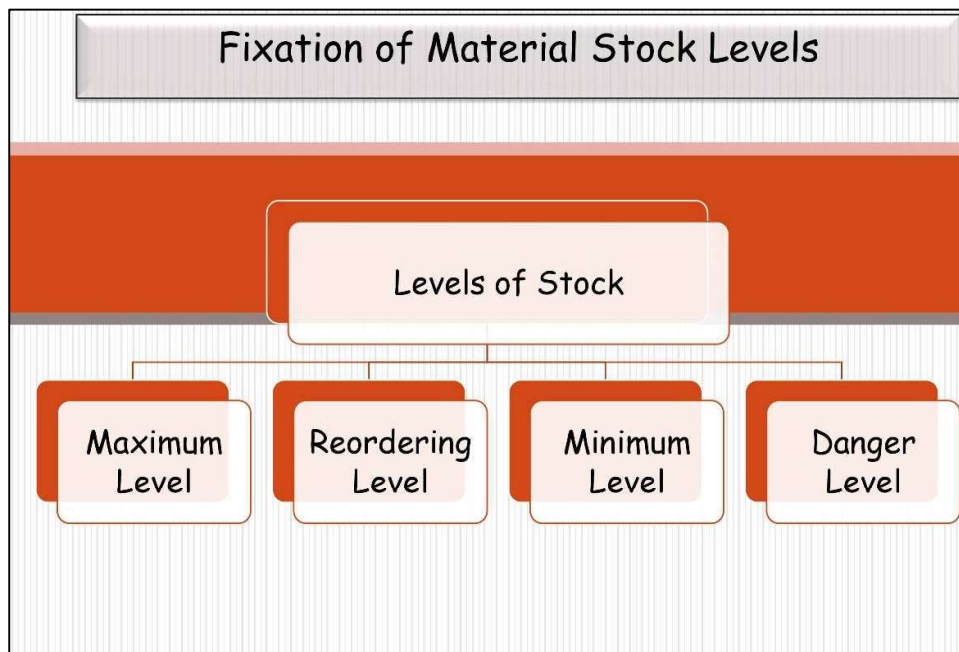 Fixation of Material Stock Levels
Levels of Stock
Maximum
Level
Reordering
Level
Minimum
Level
Danger
Level